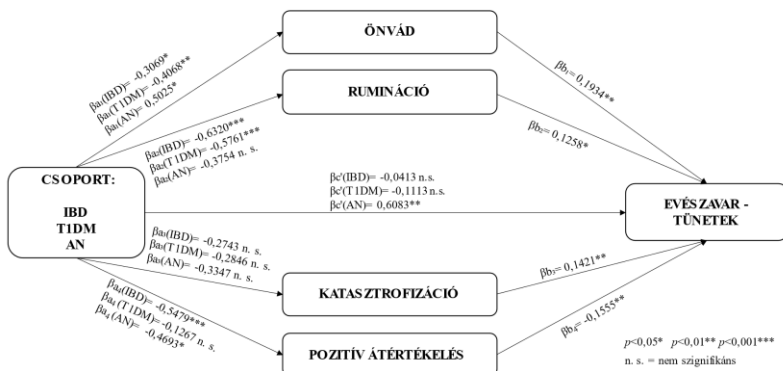 ÖNVÁD
βa₁(IBD)= -0,3069*
βa₁(T1DM)= -0,4068**
βa₁(AN)= 0,5025*
βb₁= 0,1934**
RUMINÁCIÓ
βa₂(IBD)= -0,6320***
βa₂(T1DM)= -0,5761***
βa₂(AN)= -0,3754 n. s.
βb₂= 0,1258*
CSOPORT:
IBD
T1DM
AN
βc'(IBD)= -0,0413 n.s.
βc'(T1DM)= -0,1113 n.s.
βc'(AN)= 0,6083**
EVÉSZAVAR -
TÜNETEK
βa₃(IBD)= -0,2743 n. s.
βa₃(T1DM)= -0,2846 n. s.
βa₃(AN)= -0,3347 n. s.
KATASZTROFIZÁCIÓ
βb₃= 0,1421**
βa₄(IBD)= -0,5479***
βa₄ (T1DM)= -0,1267 n. s.
βa₄ (AN)= -0,4693*
POZITÍV ÁTÉRTÉKELÉS
βb₄= -0,1555**
p<0,05* p<0,01** p<0,001***
n. s. = nem szignifikáns